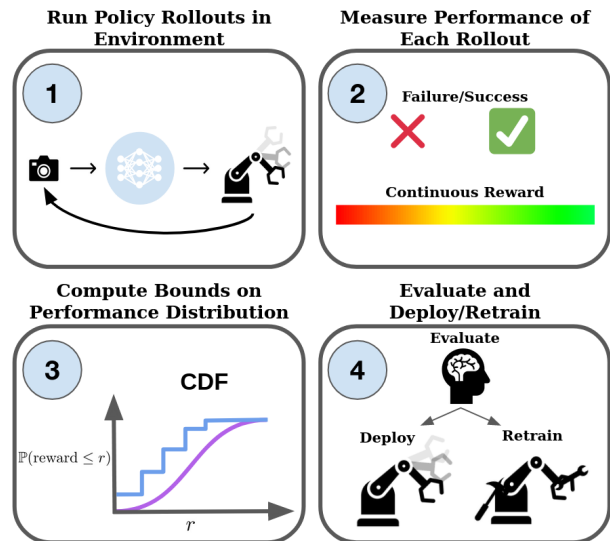 Run Policy Rollouts in
Environment
1
Measure Performance of
Each Rollout
2
Failure/Success
Continuous Reward
Compute Bounds on
Performance Distribution
3
CDF
ℙ(reward ≤ r)
r
Evaluate and
Deploy/Retrain
4
Evaluate
Deploy
Retrain